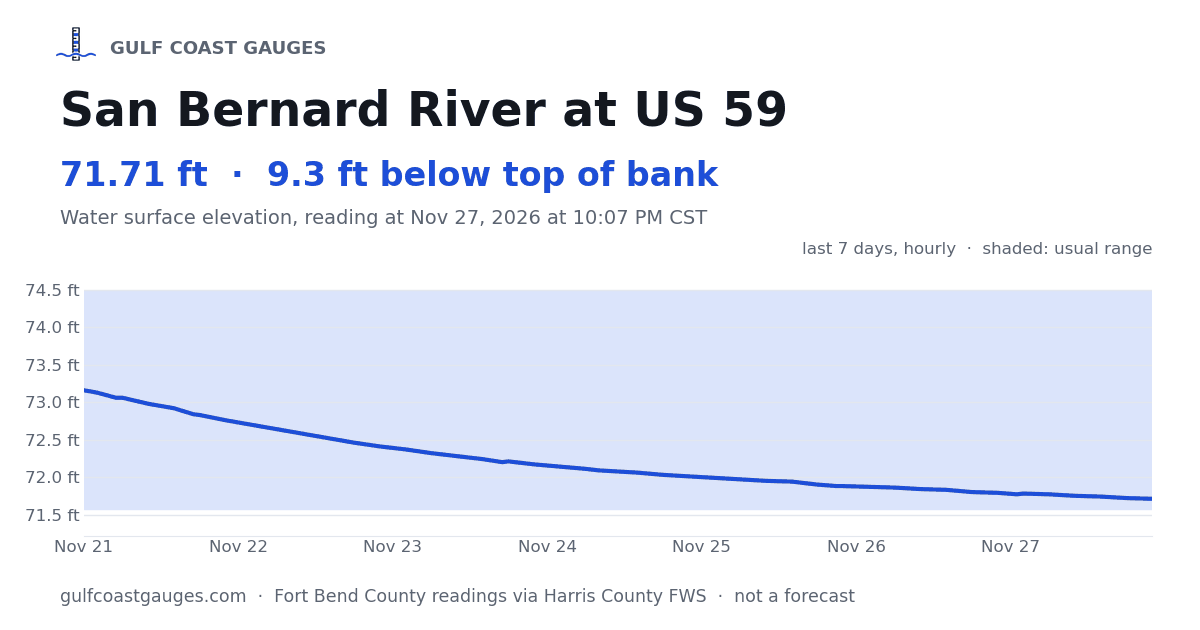 GULF COAST GAUGES
San Bernard River at US 59
71.71 ft · 9.3 ft below top of bank
Water surface elevation, reading at Nov 27, 2026 at 10:07 PM CST
last 7 days, hourly · shaded: usual range
74.5 ft
74.0 ft
73.5 ft
73.0 ft
72.5 ft
72.0 ft
71.5 ft
Nov 21 Nov 22 Nov 23 Nov 24 Nov 25 Nov 26 Nov 27
gulfcoastgauges.com · Fort Bend County readings via Harris County FWS · not a forecast